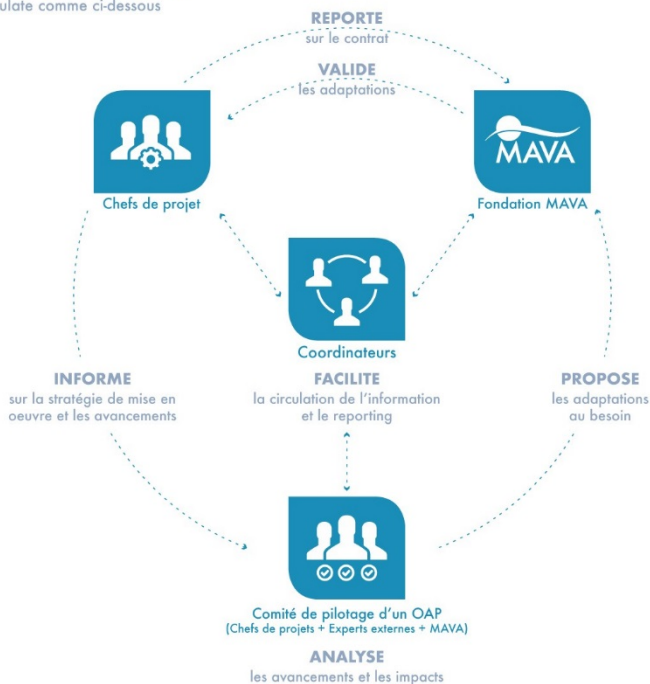 comme ci-dessous
REPORTE
sur le contrat
VALIDE
les adaptations
MAVA
Chefs de projet
Fondation MAVA
Coordinateurs
INFORME
sur la stratégie de mise en
oeuvre et les avancements
FACILITE
la circulation de l'information
et le reporting
PROPOSE
les adaptations
au besoin
Comité de pilotage d'un OAP
(Chefs de projets + Experts externes + MAVA)
ANALYSE
les avancements et les impacts